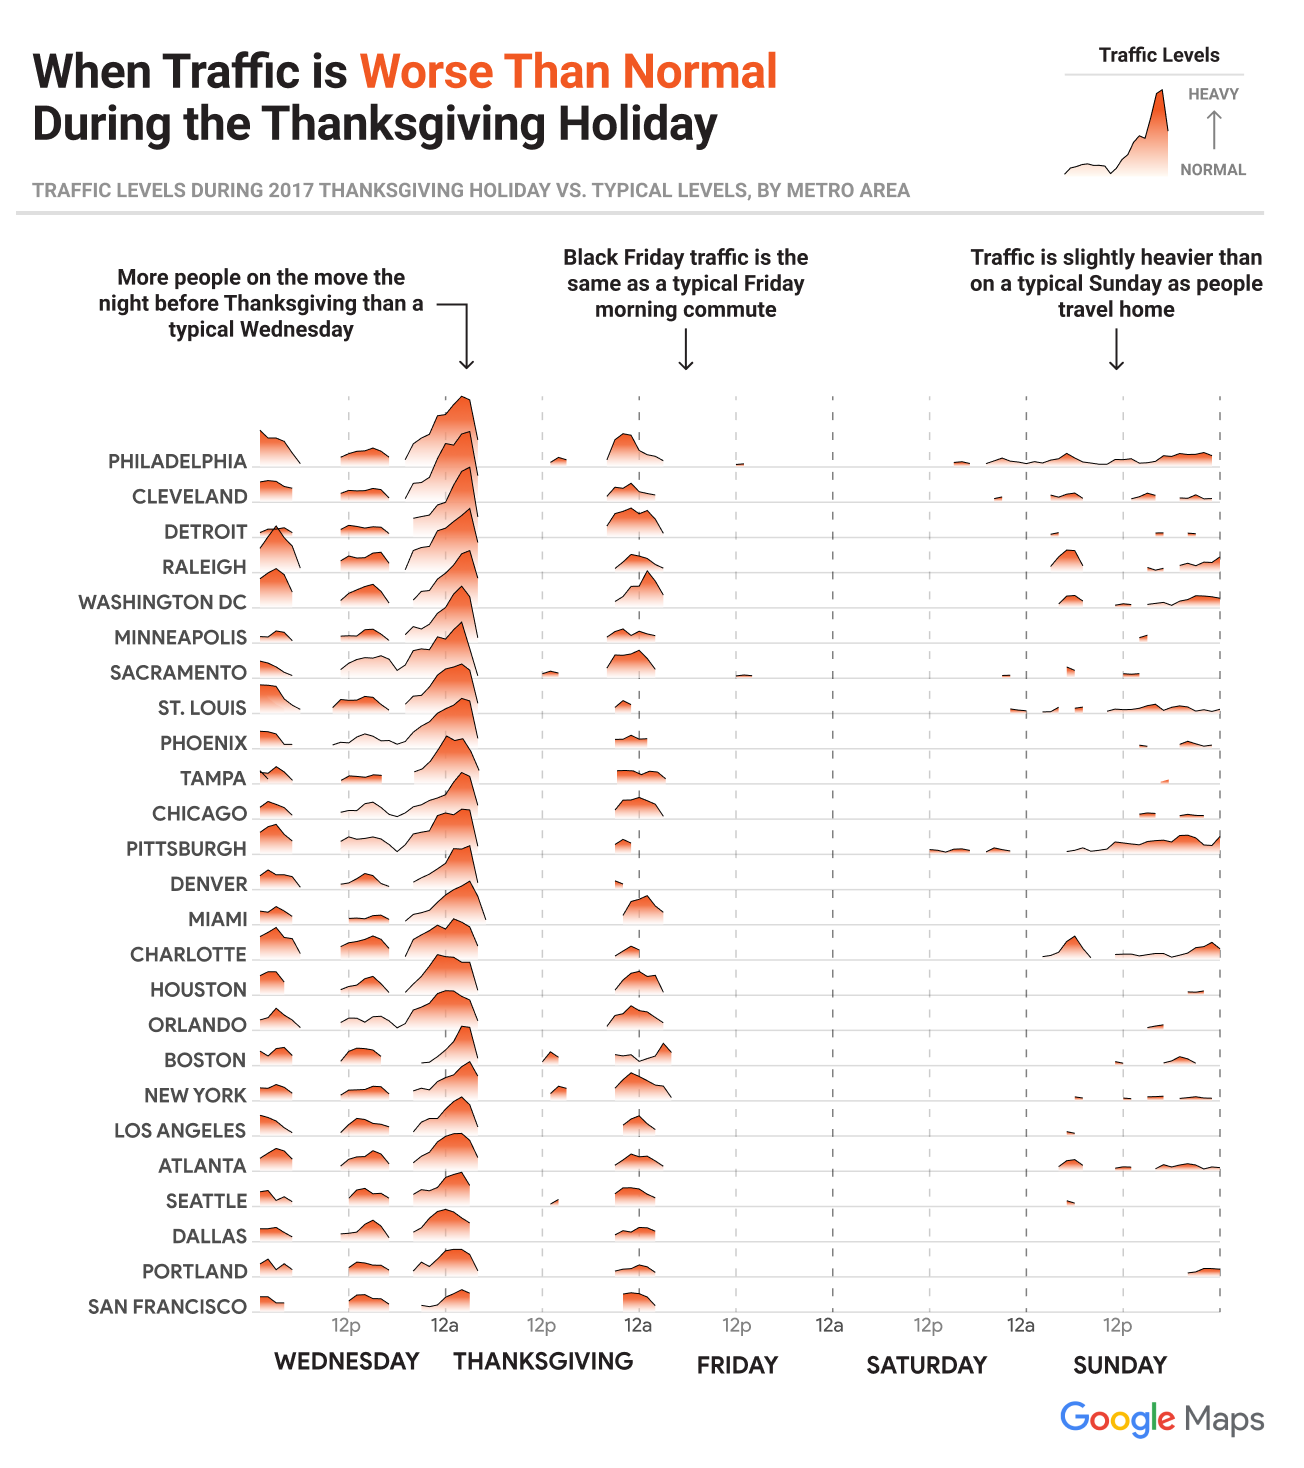 When Traffic is Worse Than Normal
During the Thanksgiving Holiday
TRAFFIC LEVELS DURING 2017 THANKSGIVING HOLIDAY VS. TYPICAL LEVELS, BY METRO AREA
Traffic Levels
HEAVY
NORMAL
More people on the move the
night before Thanksgiving than a
typical Wednesday
Black Friday traffic is the
same as a typical Friday
morning commute
Traffic is slightly heavier than
on a typical Sunday as people
travel home
PHILADELPHIA
CLEVELAND
DETROIT
RALEIGH
WASHINGTON DC
MINNEAPOLIS
SACRAMENTO
ST. LOUIS
PHOENIX
TAMPA
CHICAGO
PITTSBURGH
DENVER
MIAMI
CHARLOTTE
HOUSTON
ORLANDO
BOSTON
NEW YORK
LOS ANGELES
ATLANTA
SEATTLE
DALLAS
PORTLAND
SAN FRANCISCO
12p 12a 12p 12a 12p 12a 12p 12a 12p
WEDNESDAY THANKSGIVING FRIDAY SATURDAY SUNDAY
Google Maps